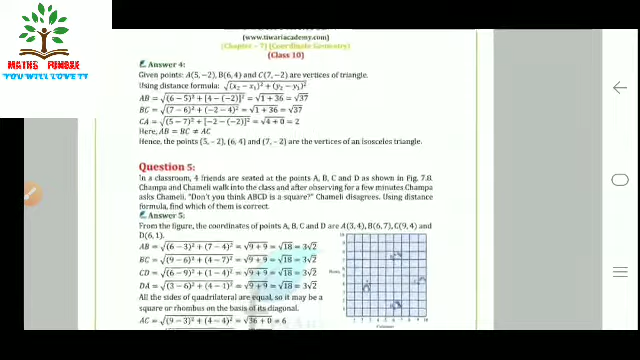 (www.tiwariacademy.com)
(Chapter – 7) (Coordinate Geometry)
(Class 10)
MATHS FUNBEE
YOU WILL LOVE IT
Answer 4:
Given points: A(5, −2), B(6, 4) and C(7, −2) are vertices of triangle.
Using distance formula: √(x₂ − x₁)² + (y₂ − y₁)²
AB = √(6 − 5)² + [4 − (−2)]² = √1 + 36 = √37
BC = √(7 − 6)² + (−2 − 4)² = √1 + 36 = √37
CA = √(5 − 7)² + [−2 − (−2)]² = √4 + 0 = 2
Here, AB = BC ≠ AC
Hence, the points (5, −2), (6, 4) and (7, −2) are the vertices of an isosceles triangle.
Question 5:
In a classroom, 4 friends are seated at the points A, B, C and D as shown in Fig. 7.8.
Champa and Chameli walk into the class and after observing for a few minutes Champa
asks Chameli, "Don't you think ABCD is a square?" Chameli disagrees. Using distance
formula, find which of them is correct.
Answer 5:
From the figure, the coordinates of points A, B, C and D are A(3, 4), B(6, 7), C(9, 4) and
D(6, 1).
AB = √(6 − 3)² + (7 − 4)² = √9 + 9 = √18 = 3√2
BC = √(9 − 6)² + (4 − 7)² = √9 + 9 = √18 = 3√2
CD = √(6 − 9)² + (1 − 4)² = √9 + 9 = √18 = 3√2
DA = √(3 − 6)² + (4 − 1)² = √9 + 9 = √18 = 3√2
All the sides of quadrilateral are equal, so it may be a
square or rhombus on the basis of its diagonal.
AC = √(9 − 3)² + (4 − 4)² = √36 + 0 = 6